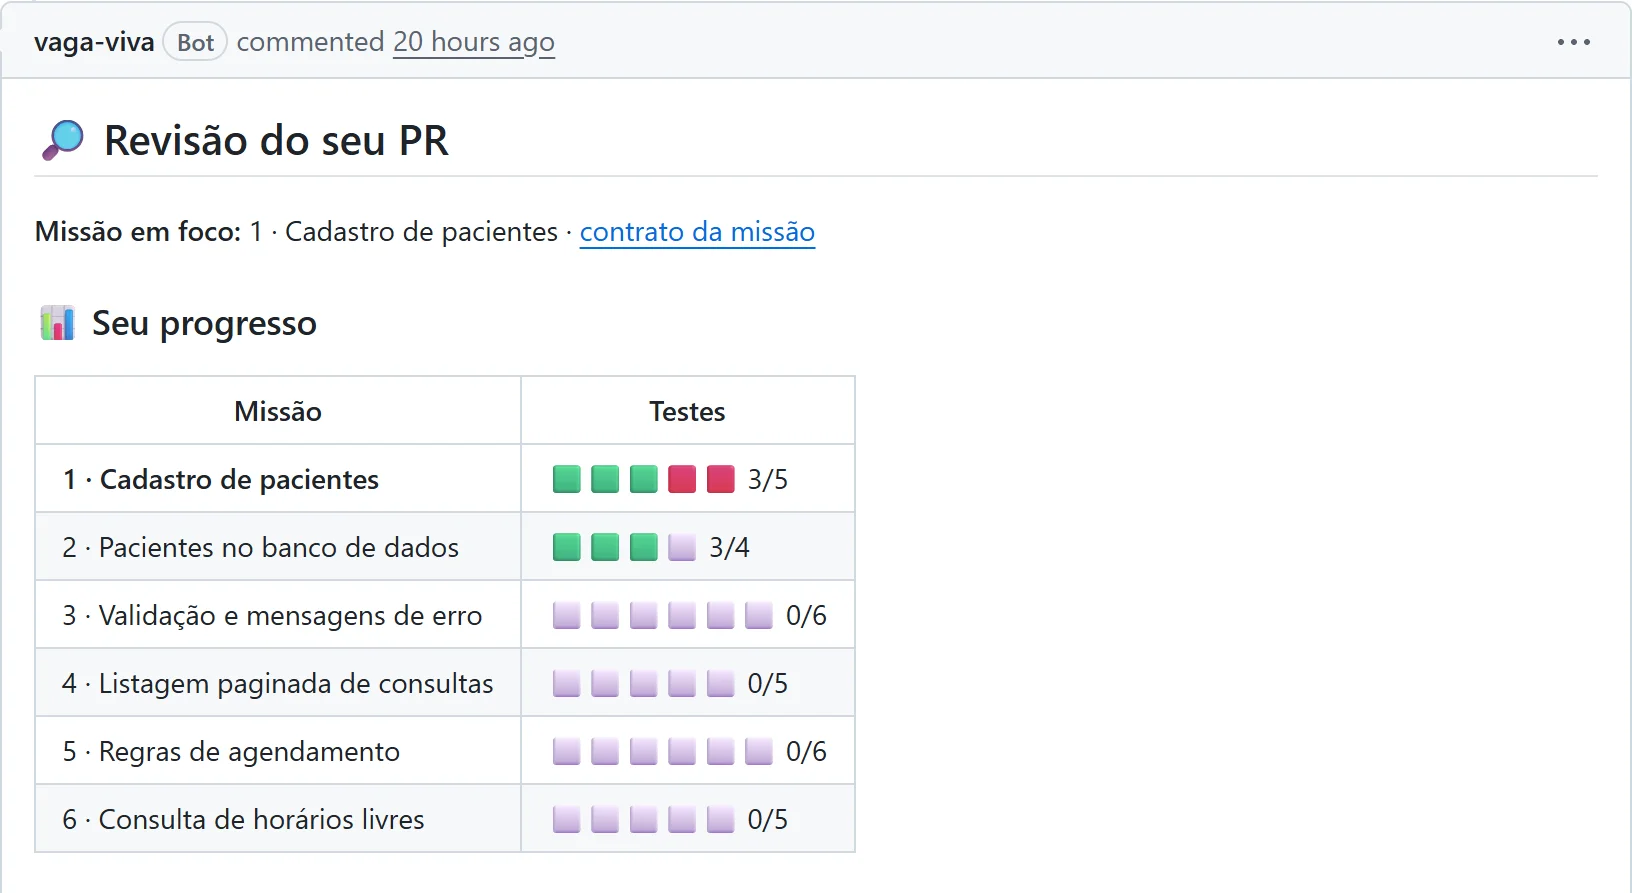 vaga-viva Bot commented 20 hours ago
Revisão do seu PR
Missão em foco: 1 · Cadastro de pacientes · contrato da missão
Seu progresso
Missão Testes
1 · Cadastro de pacientes 3/5
2 · Pacientes no banco de dados 3/4
3 · Validação e mensagens de erro 0/6
4 · Listagem paginada de consultas 0/5
5 · Regras de agendamento 0/6
6 · Consulta de horários livres 0/5